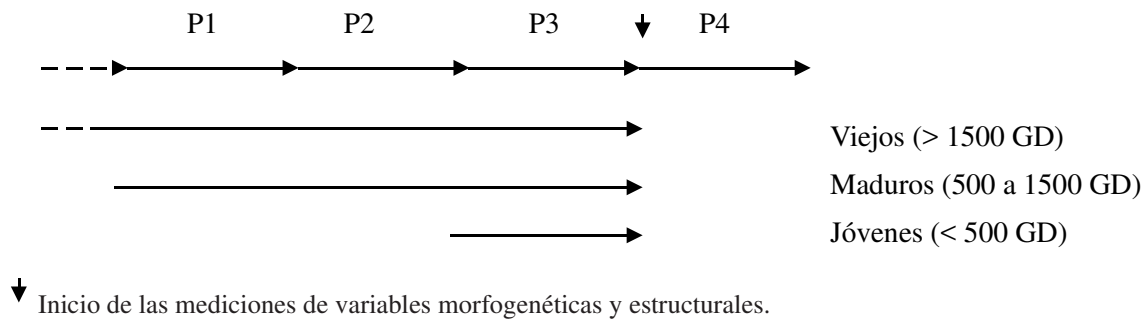 P1 P2 P3 P4
Viejos (> 1500 GD)
Maduros (500 a 1500 GD)
Jóvenes (< 500 GD)
Inicio de las mediciones de variables morfogenéticas y estructurales.